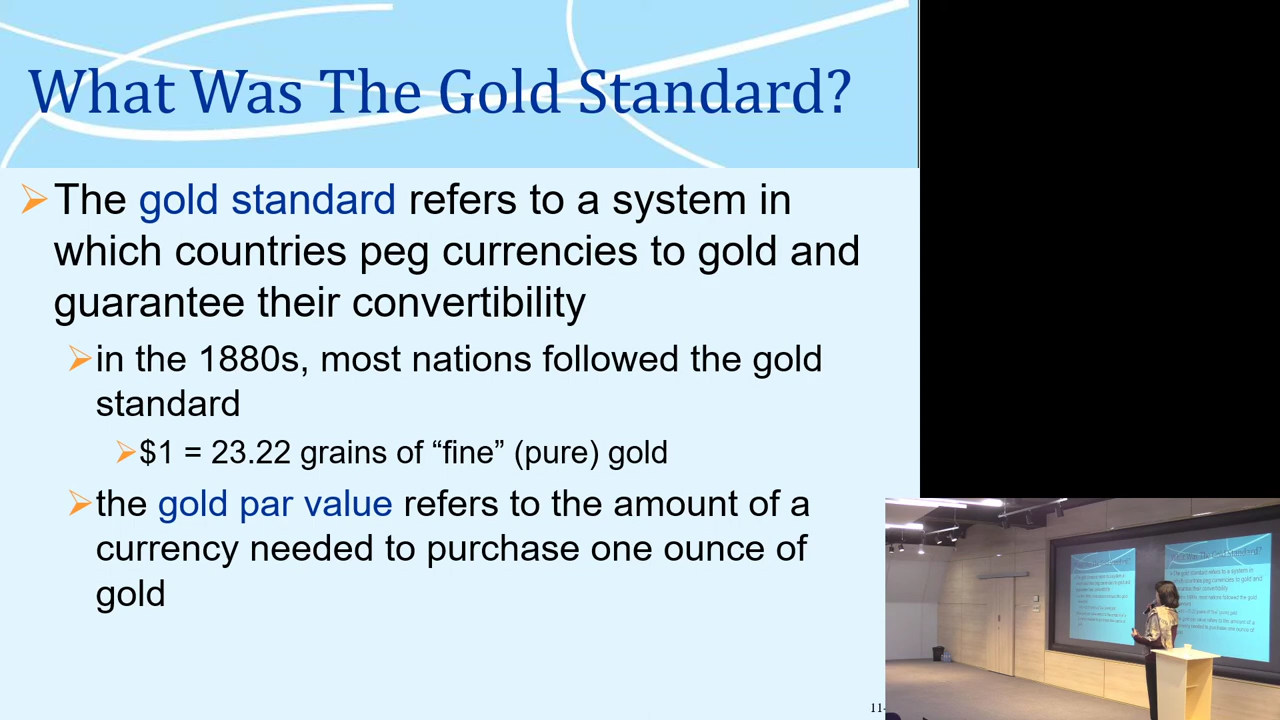 What Was The Gold Standard?
The gold standard refers to a system in
which countries peg currencies to gold and
guarantee their convertibility
in the 1880s, most nations followed the gold
standard
$1 = 23.22 grains of “fine” (pure) gold
the gold par value refers to the amount of a
currency needed to purchase one ounce of
gold
11-